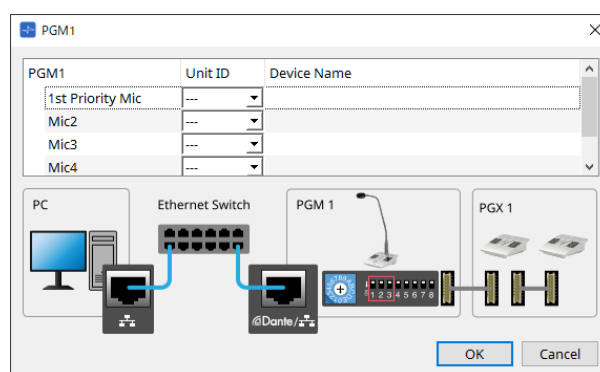 PGM1
PGM1 Unit ID Device Name
1st Priority Mic ---
Mic2 ---
Mic3 ---
Mic4 ---
PC Ethernet Switch PGM 1 PGX 1
1 2 3 4 5 6 7 8
Dante/
OK Cancel